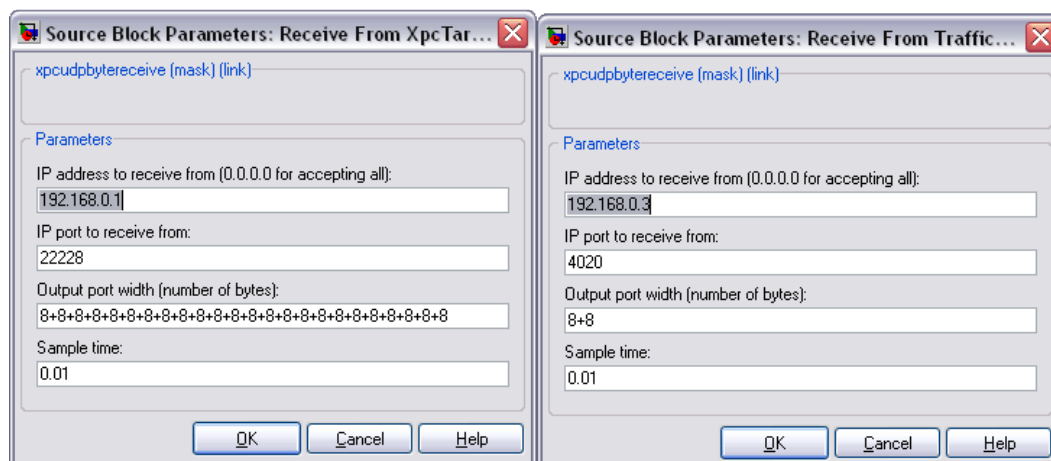 Source Block Parameters: Receive From XpcTar...
xpcudpbytereceive (mask) (link)
Parameters
IP address to receive from (0.0.0.0 for accepting all):
192.168.0.1
IP port to receive from:
22228
Output port width (number of bytes):
8+8+8+8+8+8+8+8+8+8+8+8+8+8+8+8+8+8+8+8+8+8+8+8
Sample time:
0.01
OK
Cancel
Help
Source Block Parameters: Receive From Traffic...
xpcudpbytereceive (mask) (link)
Parameters
IP address to receive from (0.0.0.0 for accepting all):
192.168.0.3
IP port to receive from:
4020
Output port width (number of bytes):
8+8
Sample time:
0.01
OK
Cancel
Help